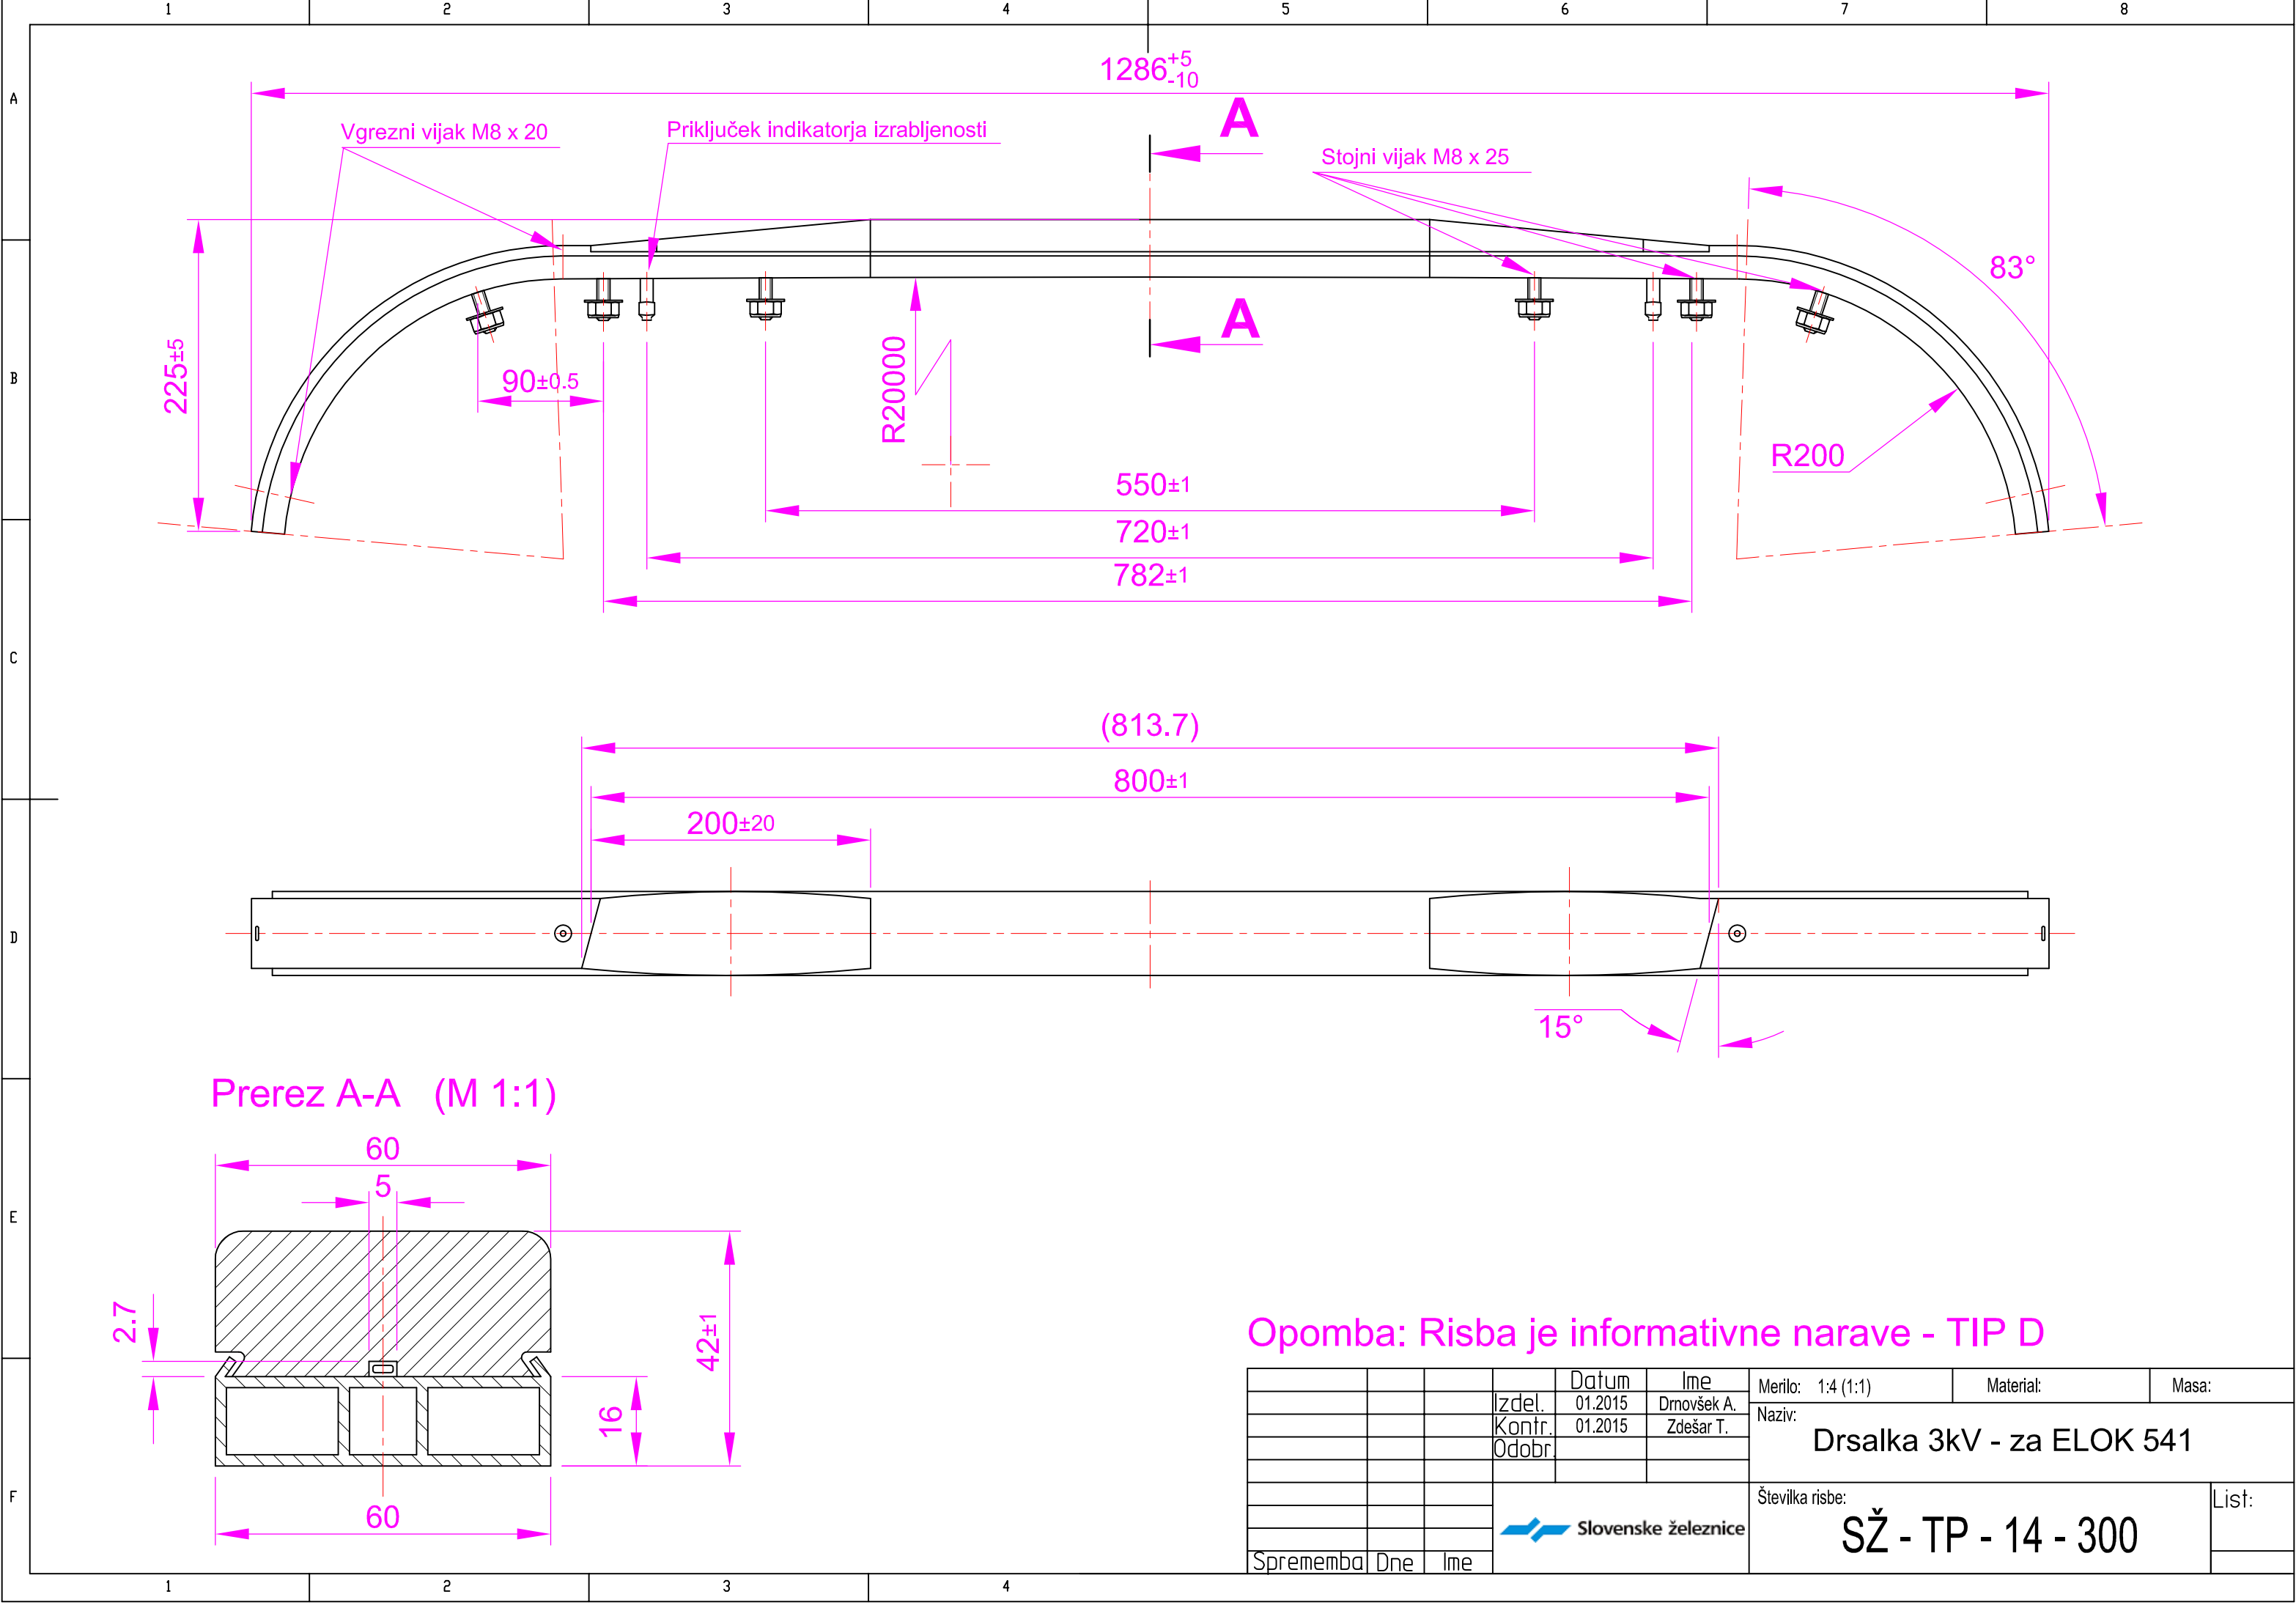 1 2 3 4 5 6 7 8
A
B
C
D
E
F
1286 +5 -10
Vgrezni vijak M8 x 20
Priključek indikatorja izrabljenosti
A
Stojni vijak M8 x 25
83°
225±5
90±0.5
R20000
A
R200
550±1
720±1
782±1
(813.7)
800±1
200±20
15°
Prerez A-A (M 1:1)
60
5
2.7
42±1
16
60
Opomba: Risba je informativne narave - TIP D
Datum Ime
Izdel. 01.2015 Drnovšek A.
Kontr. 01.2015 Zdešar T.
Odobr.
Merilo: 1:4 (1:1) Material: Masa:
Naziv:
Drsalka 3kV - za ELOK 541
Številka risbe:
SŽ - TP - 14 - 300
List:
Slovenske železnice
Sprememba Dne Ime
1 2 3 4